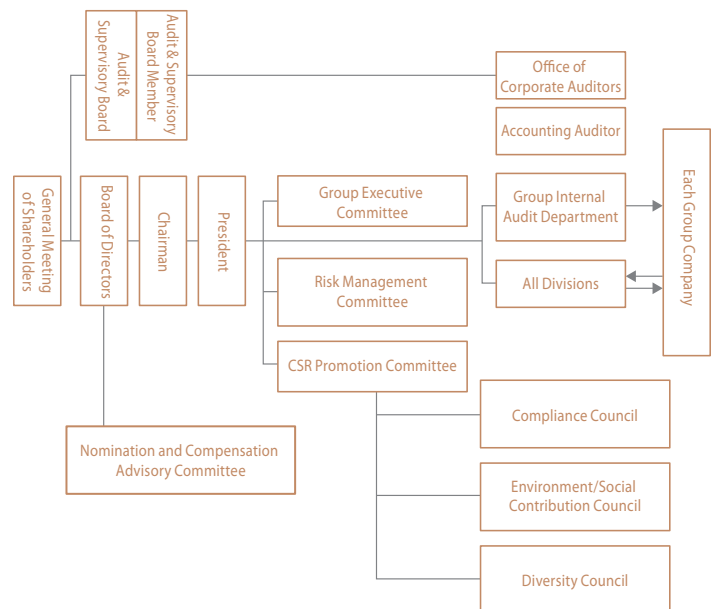 Audit &
Supervisory Board
Audit & Supervisory
Board Member
Office of
Corporate Auditors
Accounting Auditor
General Meeting
of Shareholders
Board of Directors
Chairman
President
Group Executive
Committee
Group Internal
Audit Department
Each Group Company
Risk Management
Committee
All Divisions
CSR Promotion Committee
Compliance Council
Nomination and Compensation
Advisory Committee
Environment/Social
Contribution Council
Diversity Council